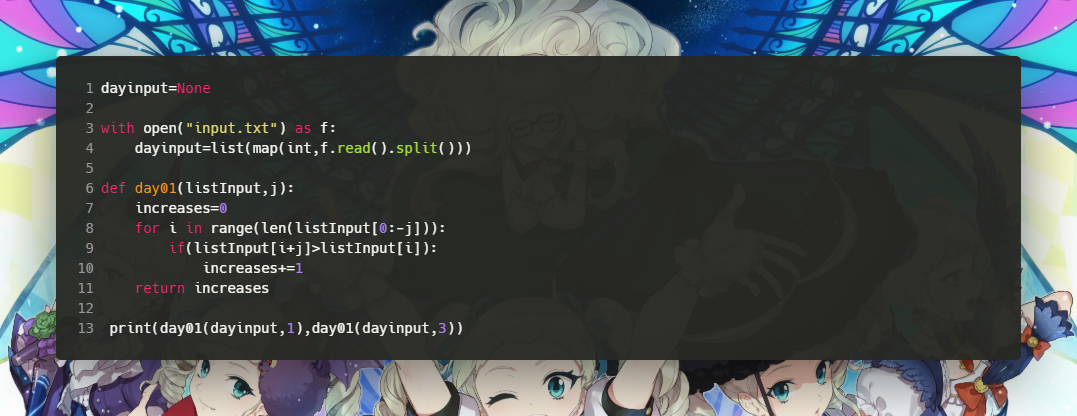 1 dayinput=None
2
3 with open("input.txt") as f:
4     dayinput=list(map(int,f.read().split()))
5
6 def day01(listInput,j):
7     increases=0
8     for i in range(len(listInput[0:-j])):
9         if(listInput[i+j]>listInput[i]):
10             increases+=1
11     return increases
12
13  print(day01(dayinput,1),day01(dayinput,3))